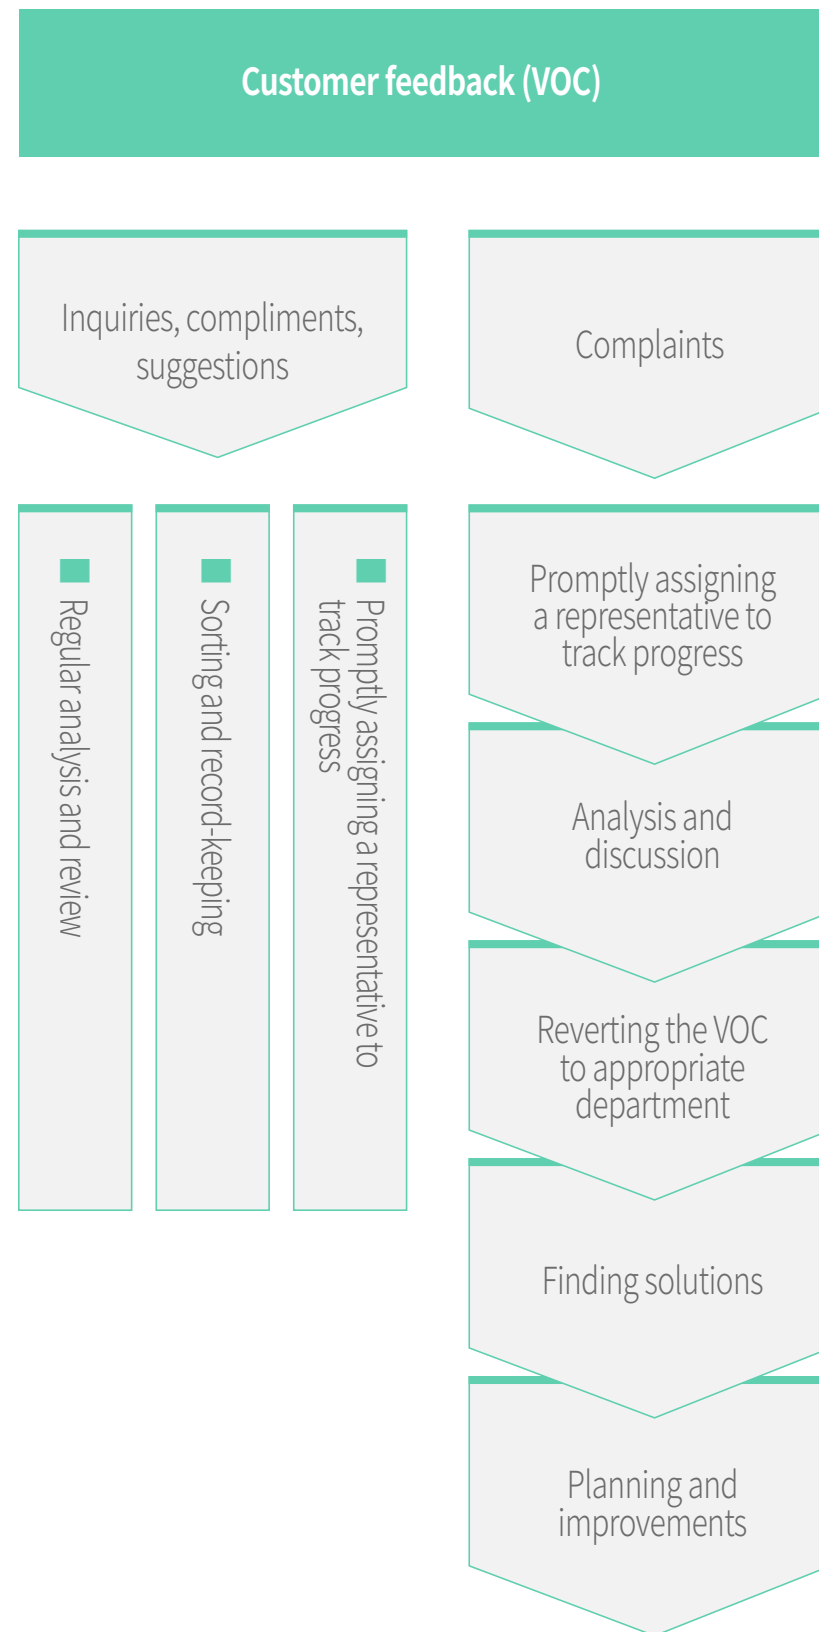 Customer feedback (VOC)
Inquiries, compliments,
suggestions
Complaints
Regular analysis and review
Sorting and record-keeping
Promptly assigning a representative to
track progress
Promptly assigning
a representative to
track progress
Analysis and
discussion
Reverting the VOC
to appropriate
department
Finding solutions
Planning and
improvements